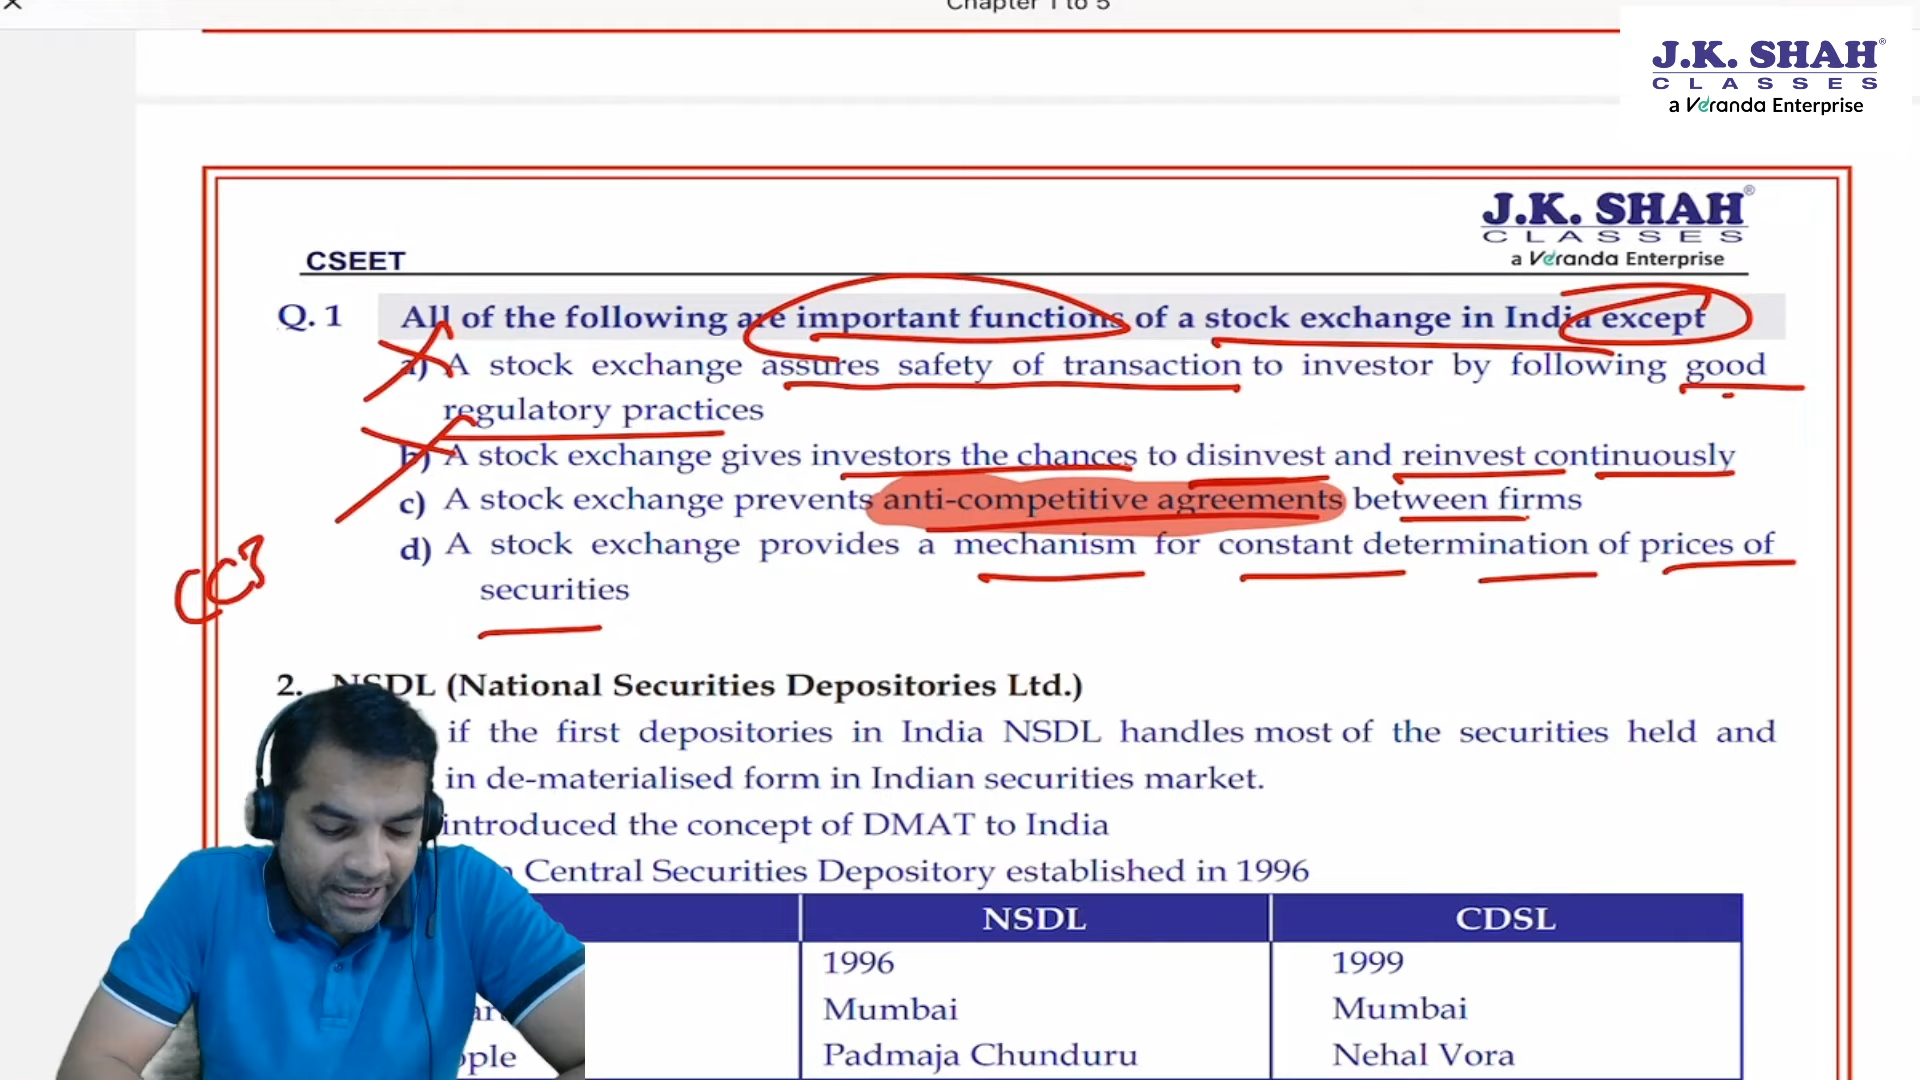 Chapter 1 to 5
J.K. SHAH®
CLASSES
a Veranda Enterprise
J.K. SHAH®
CLASSES
a Veranda Enterprise
CSEET
Q. 1 All of the following are important functions of a stock exchange in India except
a) A stock exchange assures safety of transaction to investor by following good
regulatory practices
b) A stock exchange gives investors the chances to disinvest and reinvest continuously
c) A stock exchange prevents anti-competitive agreements between firms
d) A stock exchange provides a mechanism for constant determination of prices of
securities
2. NSDL (National Securities Depositories Ltd.)
if the first depositories in India NSDL handles most of the securities held and
in de-materialised form in Indian securities market.
introduced the concept of DMAT to India
Central Securities Depository established in 1996
NSDL CDSL
1996 1999
Mumbai Mumbai
Padmaja Chunduru Nehal Vora